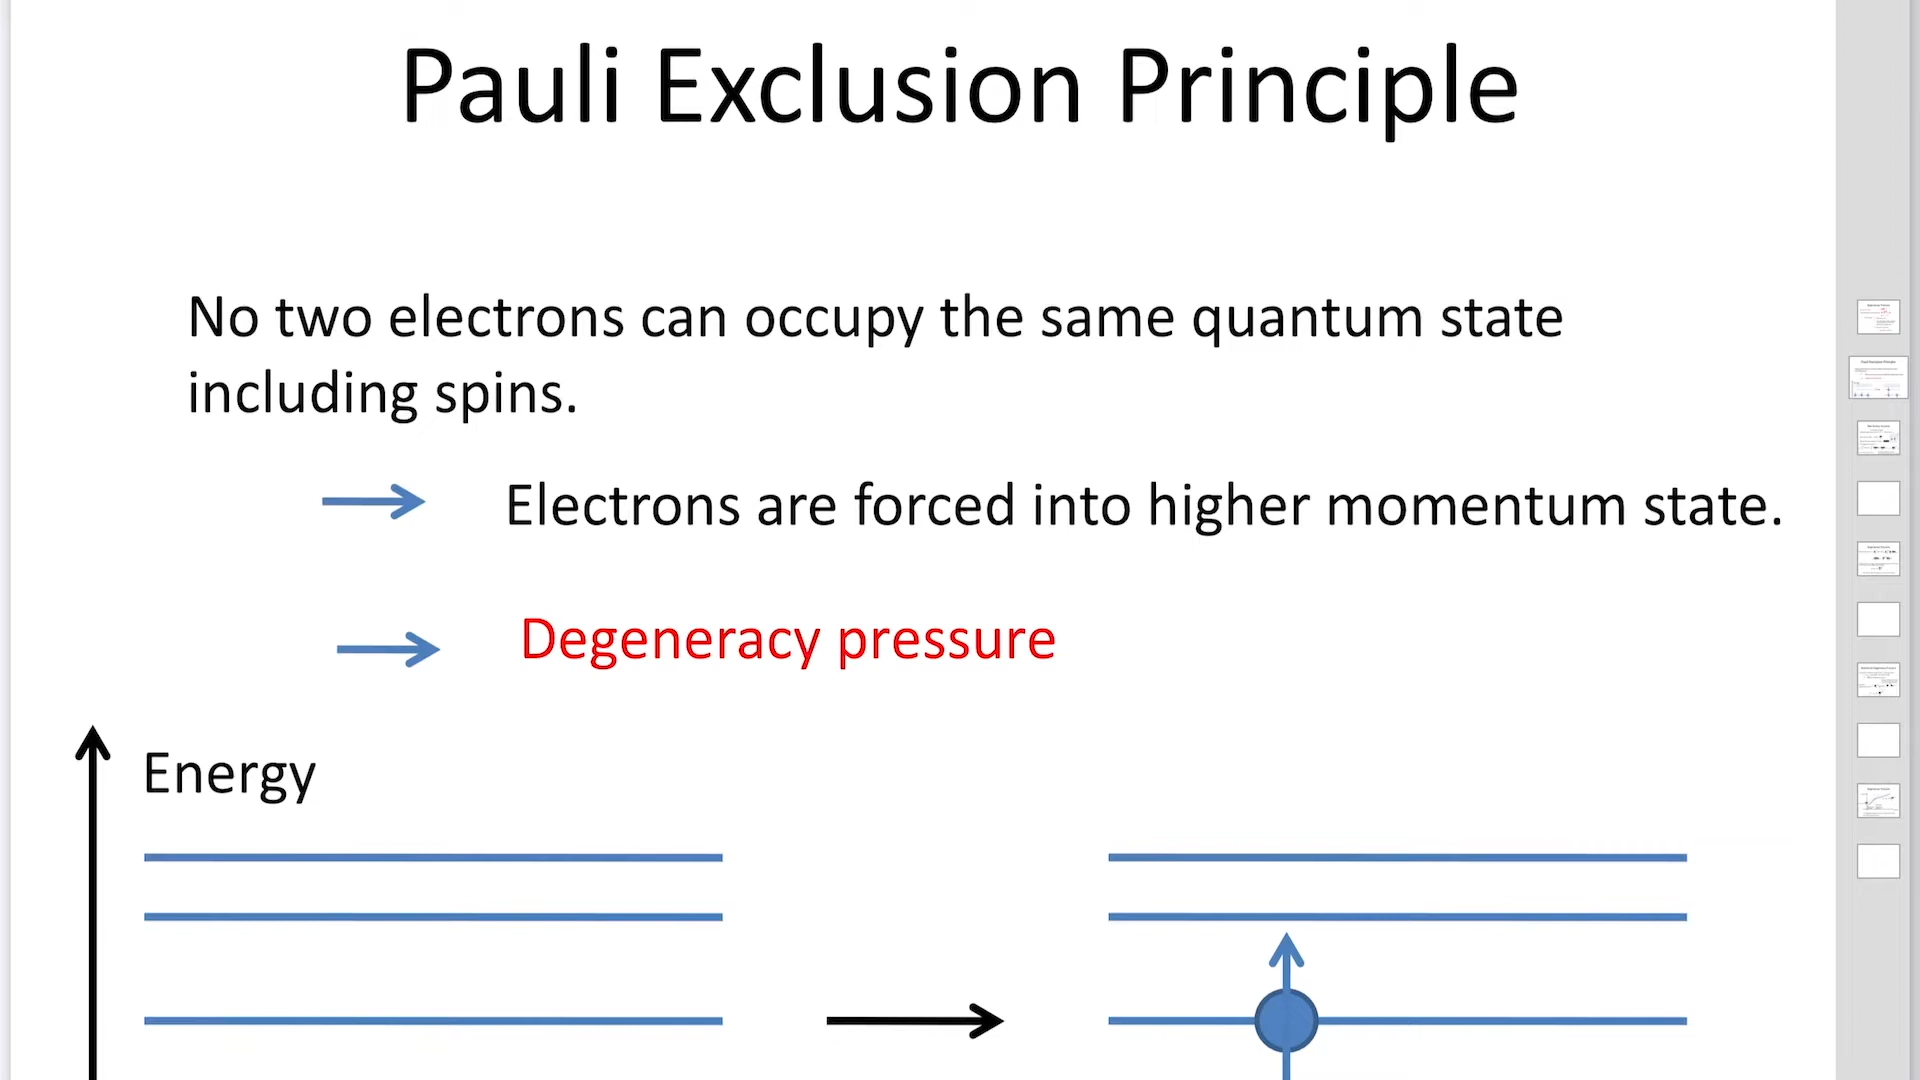 Pauli Exclusion Principle
No two electrons can occupy the same quantum state
including spins.
Electrons are forced into higher momentum state.
Degeneracy pressure
Energy